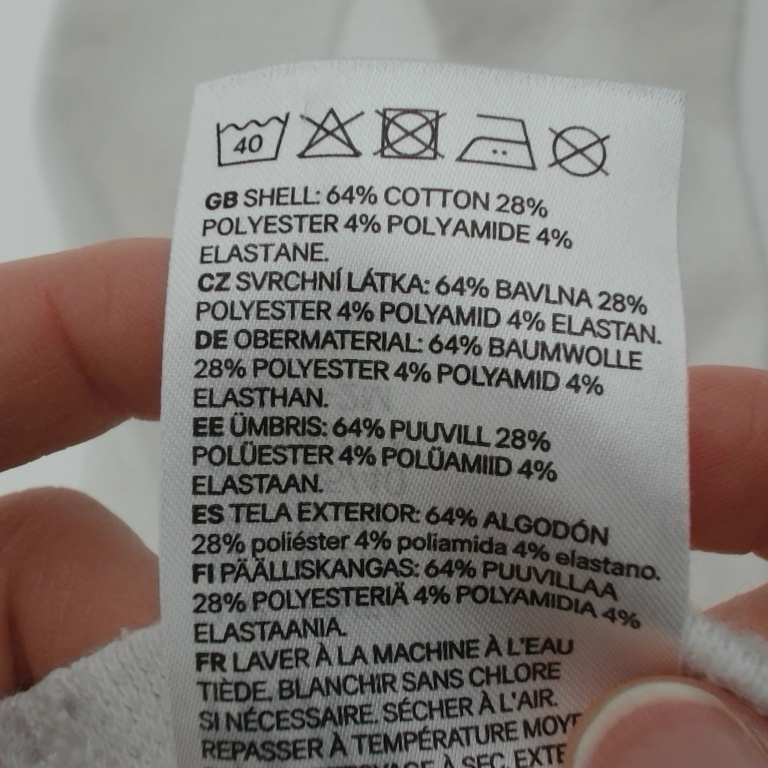 40
GB SHELL: 64% COTTON 28%
POLYESTER 4% POLYAMIDE 4%
ELASTANE.
CZ SVRCHNÍ LÁTKA: 64% BAVLNA 28%
POLYESTER 4% POLYAMID 4% ELASTAN.
DE OBERMATERIAL: 64% BAUMWOLLE
28% POLYESTER 4% POLYAMID 4%
ELASTHAN.
EE ÜMBRIS: 64% PUUVILL 28%
POLÜESTER 4% POLÜAMIID 4%
ELASTAAN.
ES TELA EXTERIOR: 64% ALGODÓN
28% poliéster 4% poliamida 4% elastano.
FI PÄÄLLISKANGAS: 64% PUUVILLAA
28% POLYESTERIÄ 4% POLYAMIDIA 4%
ELASTAANIA.
FR LAVER À LA MACHINE À L'EAU
TIÈDE. BLANCHIR SANS CHLORE
SI NÉCESSAIRE. SÉCHER À L'AIR.
REPASSER À TEMPÉRATURE
À SEC.